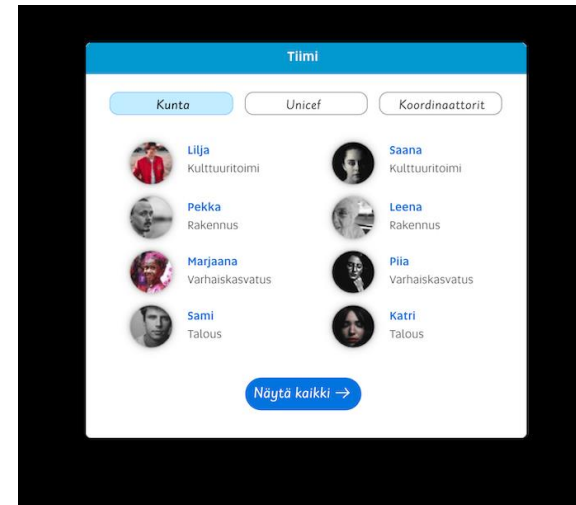 Tiimi
Kunta
Unicef
Koordinaattorit
Lilja
Kulttuuritoimi
Saana
Kulttuuritoimi
Pekka
Rakennus
Leena
Rakennus
Marjaana
Varhaiskasvatus
Piia
Varhaiskasvatus
Sami
Talous
Katri
Talous
Näytä kaikki →